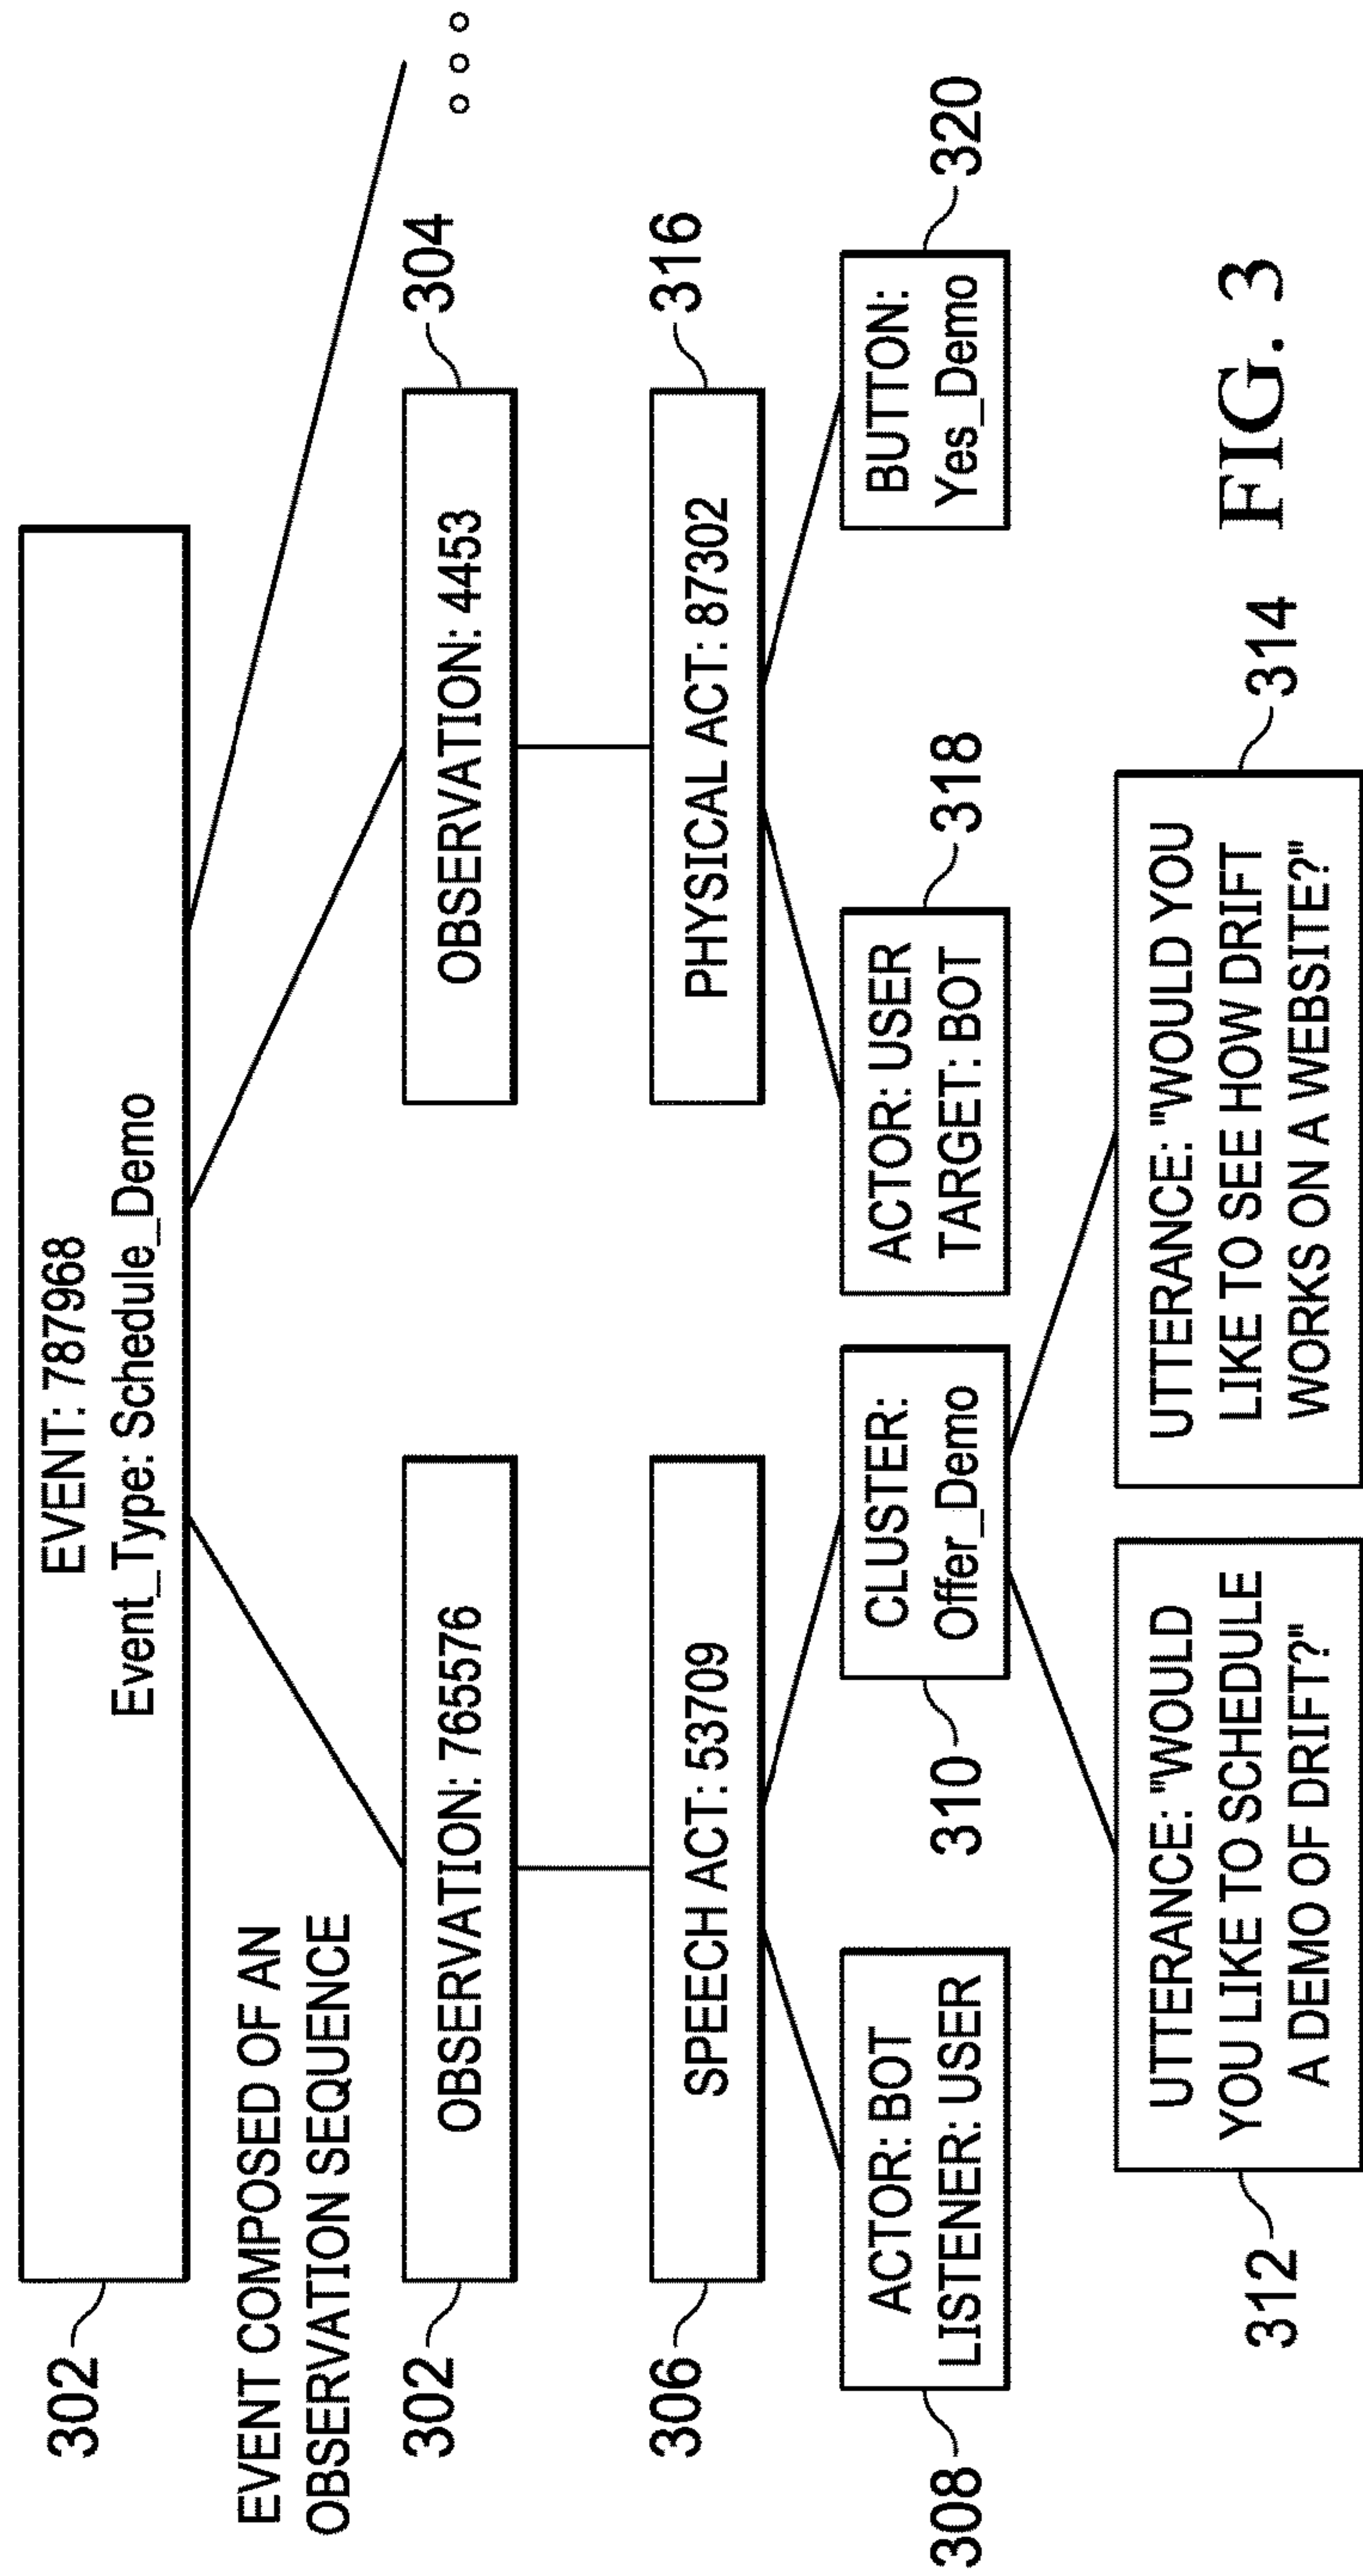 302
EVENT: 787968
Event_Type: Schedule_Demo
EVENT COMPOSED OF AN
OBSERVATION SEQUENCE
302
OBSERVATION: 765576
OBSERVATION: 4453
304
306
SPEECH ACT: 53709
PHYSICAL ACT: 87302
316
308
ACTOR: BOT
LISTENER: USER
310
CLUSTER:
Offer_Demo
ACTOR: USER
TARGET: BOT
318
BUTTON:
Yes_Demo
320
312
UTTERANCE: "WOULD
YOU LIKE TO SCHEDULE
A DEMO OF DRIFT?"
UTTERANCE: "WOULD YOU
LIKE TO SEE HOW DRIFT
WORKS ON A WEBSITE?"
314
FIG. 3